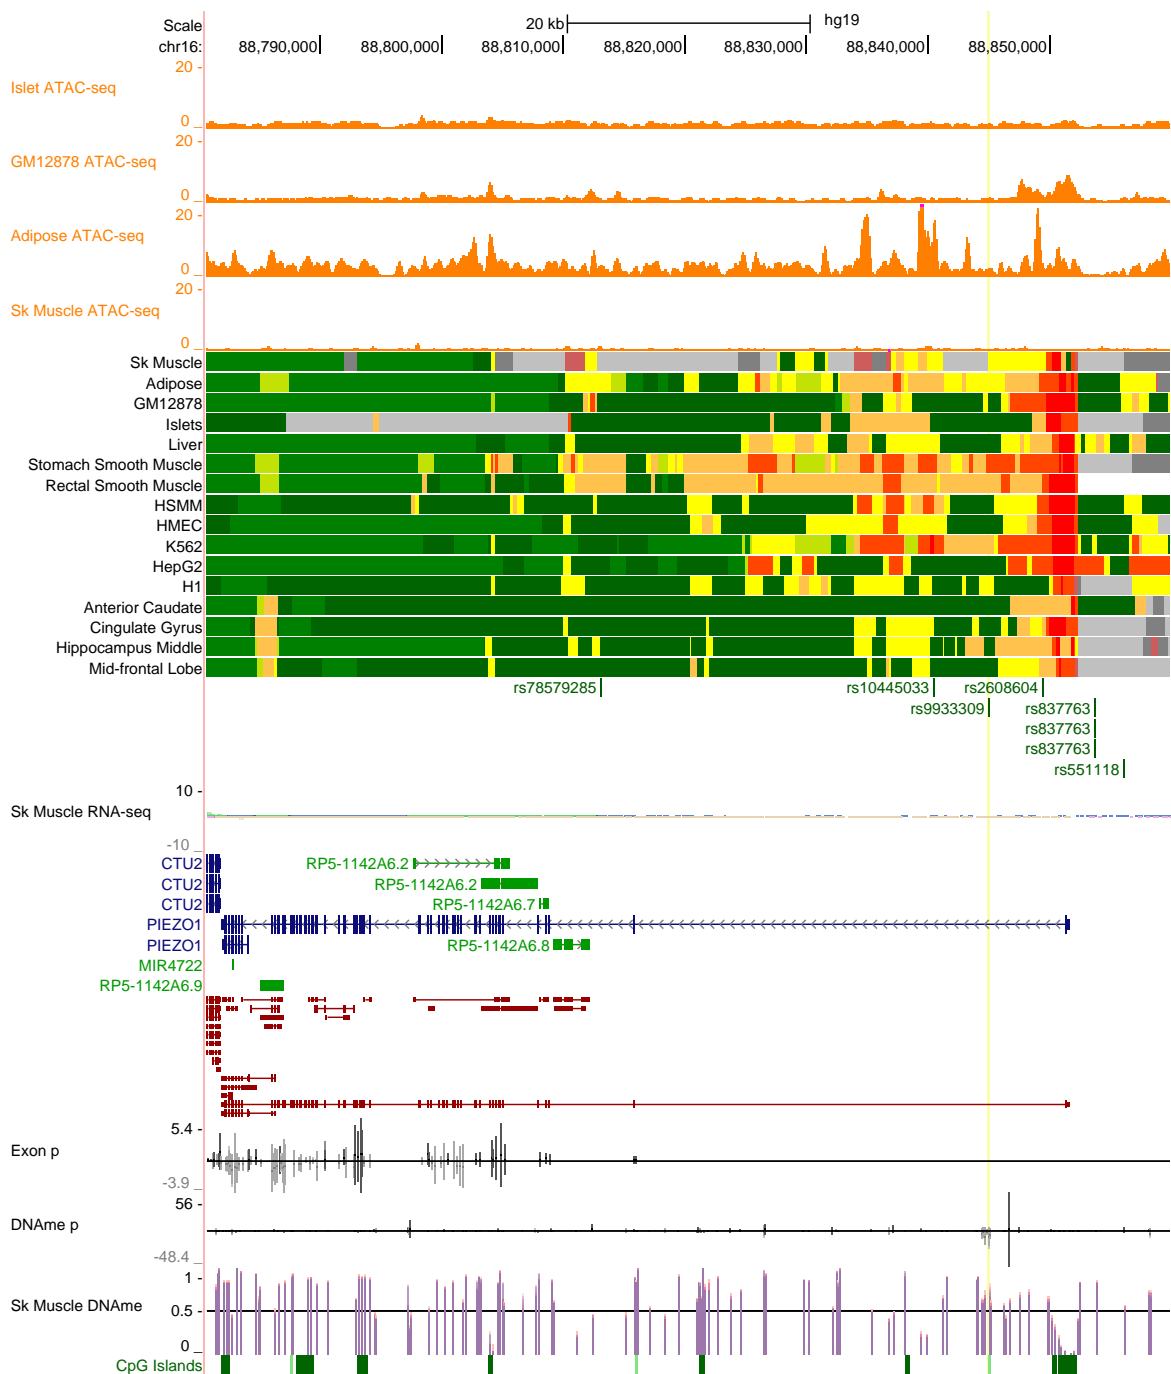 Scale 20 kb hg19
chr16: 88,790,000 88,800,000 88,810,000 88,820,000 88,830,000 88,840,000 88,850,000
20 -
Islet ATAC-seq
0 _
20 -
GM12878 ATAC-seq
0 _
20 -
Adipose ATAC-seq
0 _
20 -
Sk Muscle ATAC-seq
0 _
Sk Muscle
Adipose
GM12878
Islets
Liver
Stomach Smooth Muscle
Rectal Smooth Muscle
HSMM
HMEC
K562
HepG2
H1
Anterior Caudate
Cingulate Gyrus
Hippocampus Middle
Mid-frontal Lobe
rs78579285 rs10445033 rs2608604
rs9933309 rs837763
rs837763
rs837763
rs551118
10 -
Sk Muscle RNA-seq
-10 _
CTU2 RP5-1142A6.2
CTU2 RP5-1142A6.2
CTU2 RP5-1142A6.7
PIEZO1
PIEZO1 RP5-1142A6.8
MIR4722
RP5-1142A6.9
5.4 -
Exon p
-3.9 _
56 -
DNAme p
-48.4 _
1 -
Sk Muscle DNAme 0.5 -
0 _
CpG Islands